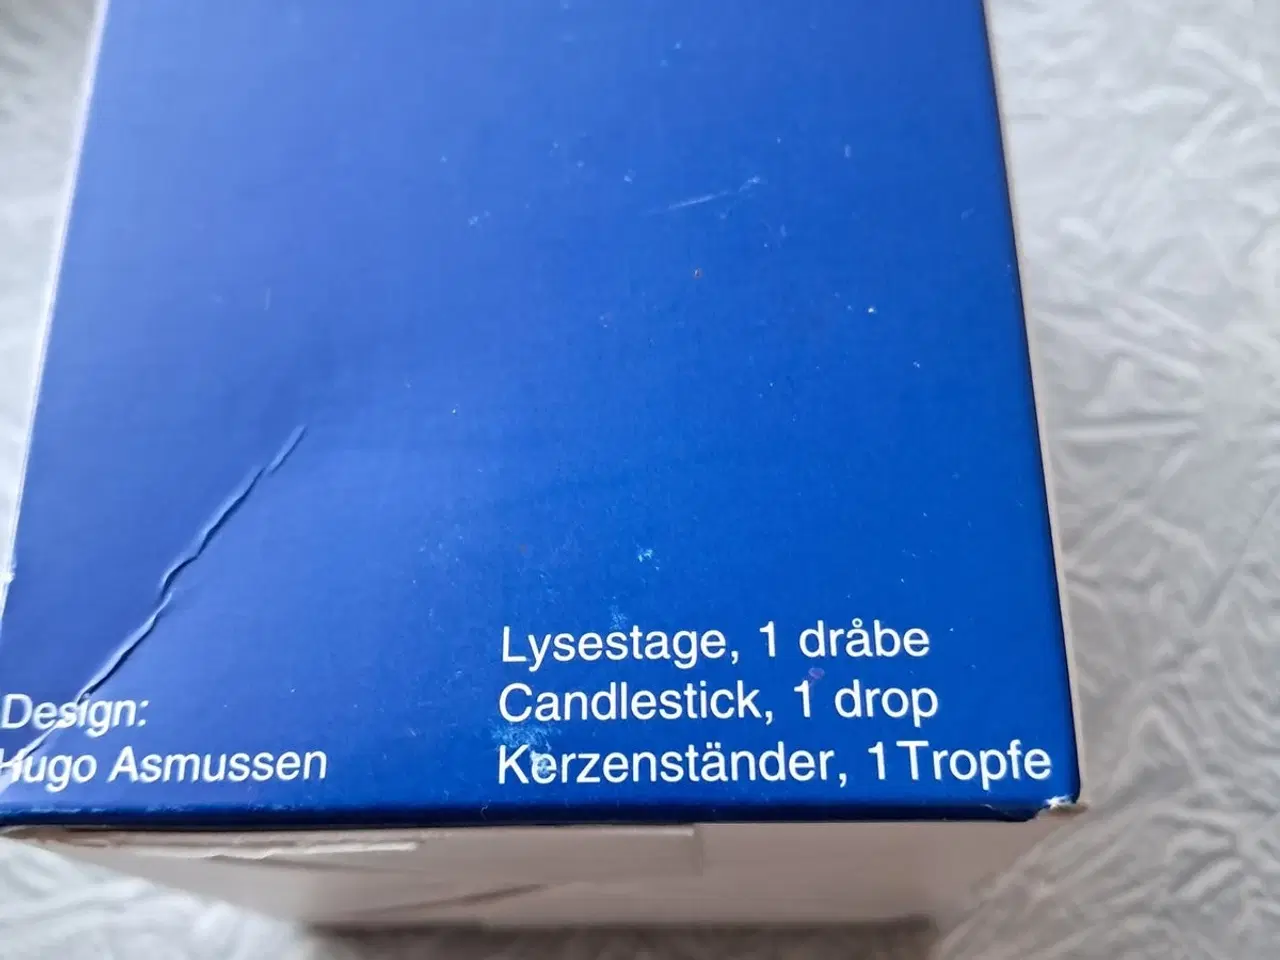 Design:
Hugo Asmussen
Lysestage, 1 dråbe
Candlestick, 1 drop
Kerzenständer, 1 Tropfe